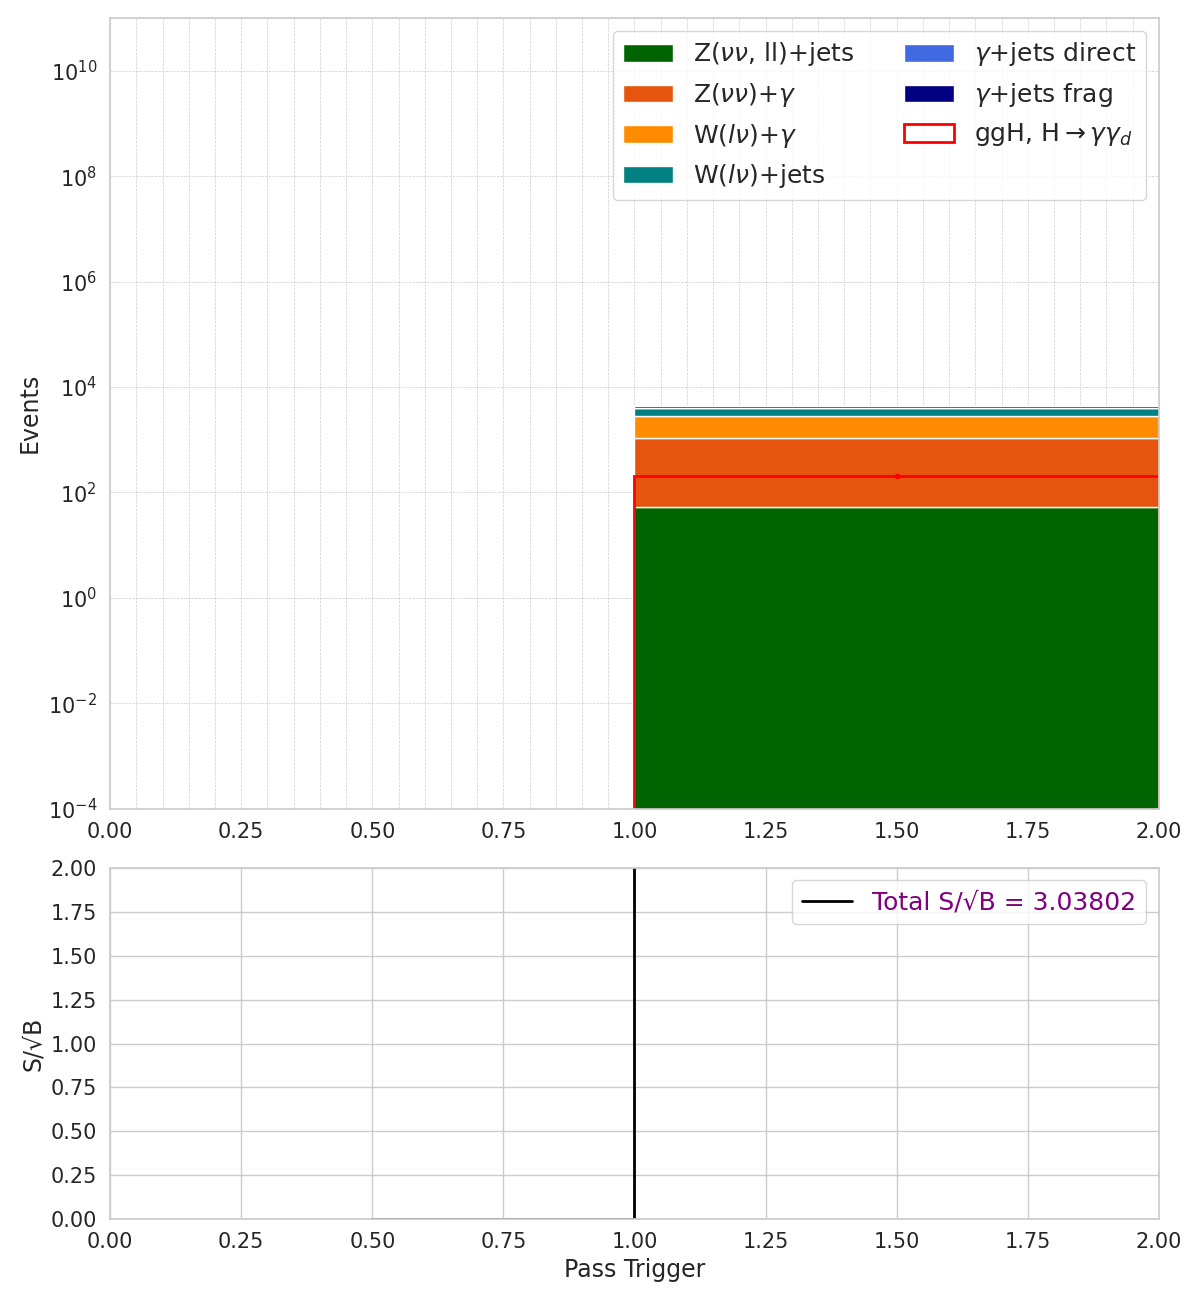 Z(νν, ll)+jets
Z(νν)+γ
W(lν)+γ
W(lν)+jets
γ+jets direct
γ+jets frag
ggH, H→γγ_d
10^10
10^8
10^6
10^4
10^2
10^0
10^−2
10^−4
Events
0.00 0.25 0.50 0.75 1.00 1.25 1.50 1.75 2.00
Total S/√B = 3.03802
2.00
1.75
1.50
1.25
1.00
0.75
0.50
0.25
0.00
S/√B
0.00 0.25 0.50 0.75 1.00 1.25 1.50 1.75 2.00
Pass Trigger